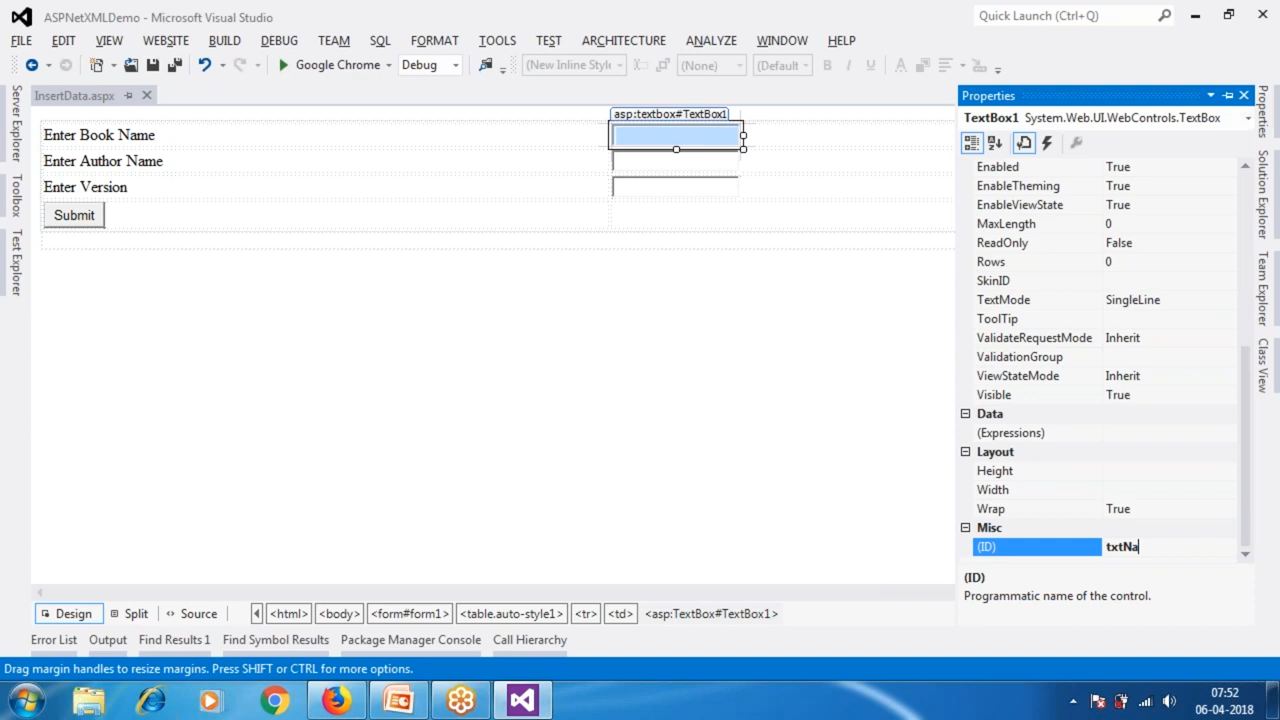 ASPNetXMLDemo - Microsoft Visual Studio
Quick Launch (Ctrl+Q)
FILE EDIT VIEW WEBSITE BUILD DEBUG TEAM SQL FORMAT TOOLS TEST ARCHITECTURE ANALYZE WINDOW HELP
Google Chrome Debug (New Inline Style (None) (Default B I U A
Server Explorer
Toolbox
Test Explorer
InsertData.aspx
asp:textbox#TextBox1
Enter Book Name
Enter Author Name
Enter Version
Submit
Properties
TextBox1 System.Web.UI.WebControls.TextBox
Enabled True
EnableTheming True
EnableViewState True
MaxLength 0
ReadOnly False
Rows 0
SkinID
TextMode SingleLine
ToolTip
ValidateRequestMode Inherit
ValidationGroup
ViewStateMode Inherit
Visible True
Data
(Expressions)
Layout
Height
Width
Wrap True
Misc
(ID) txtNa
(ID)
Programmatic name of the control.
Properties
Solution Explorer
Team Explorer
Class View
Design Split Source <html> <body> <form#form1> <table.auto-style1> <tr> <td> <asp:TextBox#TextBox1>
Error List Output Find Results 1 Find Symbol Results Package Manager Console Call Hierarchy
Drag margin handles to resize margins. Press SHIFT or CTRL for more options.
07:52
06-04-2018